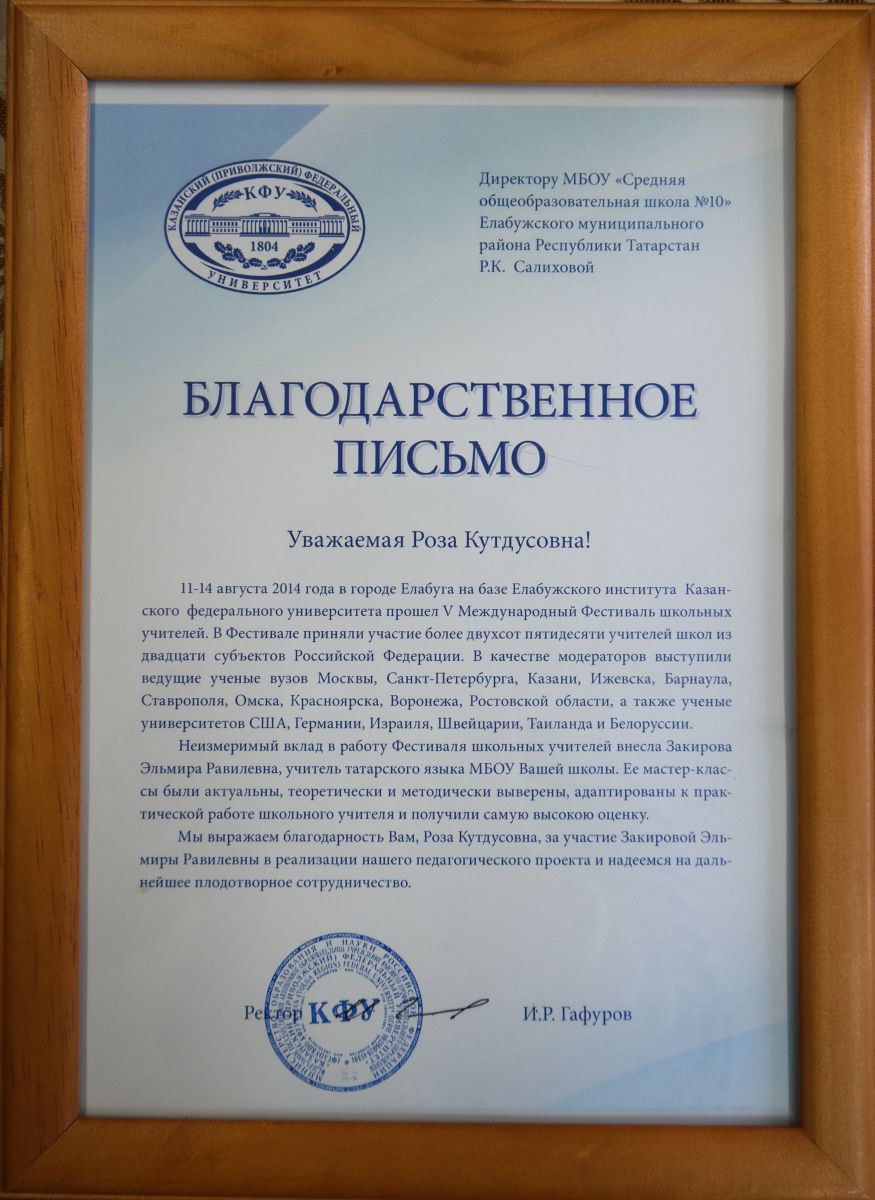 КАЗАНСКИЙ (ПРИВОЛЖСКИЙ) ФЕДЕРАЛЬНЫЙ
КФУ
1804
УНИВЕРСИТЕТ
Директору МБОУ «Средняя
общеобразовательная школа №10»
Елабужского муниципального
района Республики Татарстан
Р.К. Салиховой
БЛАГОДАРСТВЕННОЕ
ПИСЬМО
Уважаемая Роза Кутдусовна!
11-14 августа 2014 года в городе Елабуга на базе Елабужского института Казан-
ского федерального университета прошел V Международный Фестиваль школьных
учителей. В Фестивале приняли участие более двухсот пятидесяти учителей школ из
двадцати субъектов Российской Федерации. В качестве модераторов выступили
ведущие ученые вузов Москвы, Санкт-Петербурга, Казани, Ижевска, Барнаула,
Ставрополя, Омска, Красноярска, Воронежа, Ростовской области, а также ученые
университетов США, Германии, Израиля, Швейцарии, Таиланда и Белоруссии.
Неизмеримый вклад в работу Фестиваля школьных учителей внесла Закирова
Эльмира Равилевна, учитель татарского языка МБОУ Вашей школы. Ее мастер-клас-
сы были актуальны, теоретически и методически выверены, адаптированы к прак-
тической работе школьного учителя и получили самую высокою оценку.
Мы выражаем благодарность Вам, Роза Кутдусовна, за участие Закировой Эль-
миры Равилевны в реализации нашего педагогического проекта и надеемся на даль-
нейшее плодотворное сотрудничество.
Ректор
КФУ
И.Р. Гафуров